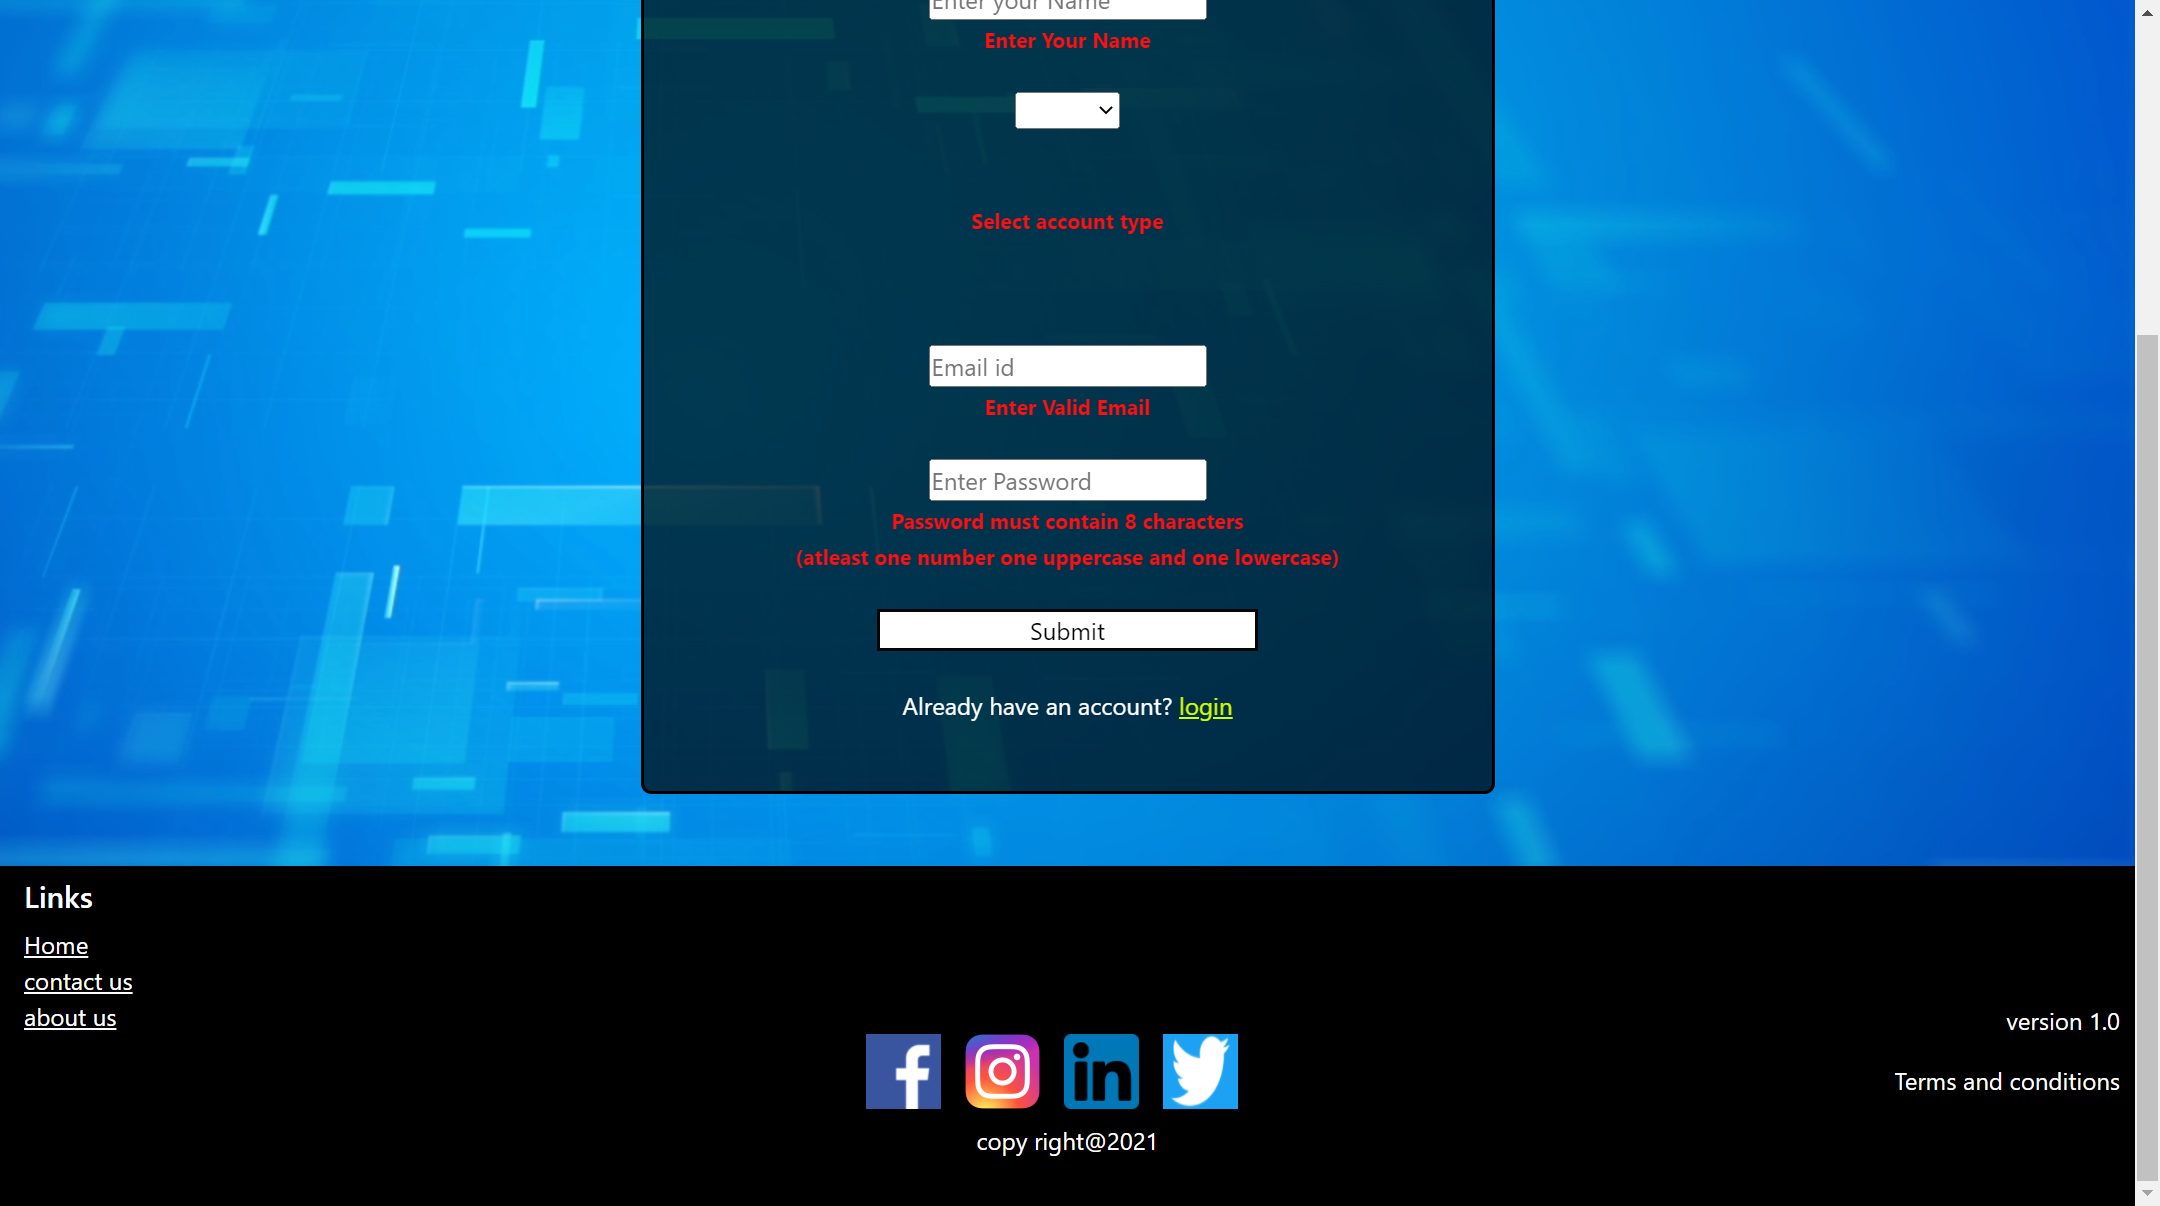 Enter your Name
Enter Your Name
Select account type
Email id
Enter Valid Email
Enter Password
Password must contain 8 characters
(atleast one number one uppercase and one lowercase)
Submit
Already have an account? login
Links
Home
contact us
about us
version 1.0
Terms and conditions
copy right@2021